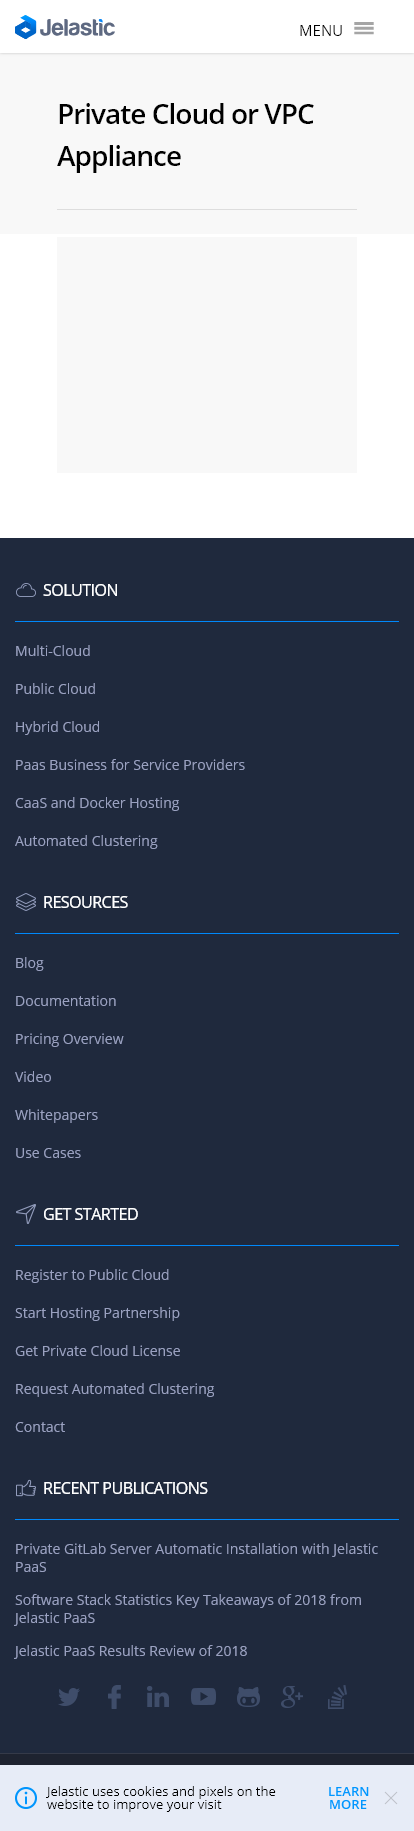 Jelastic
MENU
Private Cloud or VPC
Appliance
SOLUTION
Multi-Cloud
Public Cloud
Hybrid Cloud
Paas Business for Service Providers
CaaS and Docker Hosting
Automated Clustering
RESOURCES
Blog
Documentation
Pricing Overview
Video
Whitepapers
Use Cases
GET STARTED
Register to Public Cloud
Start Hosting Partnership
Get Private Cloud License
Request Automated Clustering
Contact
RECENT PUBLICATIONS
Private GitLab Server Automatic Installation with Jelastic
PaaS
Software Stack Statistics Key Takeaways of 2018 from
Jelastic PaaS
Jelastic PaaS Results Review of 2018
Jelastic uses cookies and pixels on the
website to improve your visit
LEARN
MORE